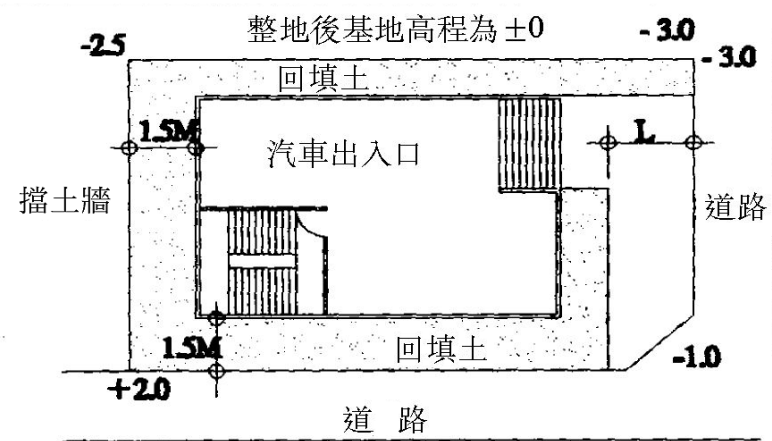 整地後基地高程為±0
-2.5
- 3.0
- 3.0
回填土
1.5M
汽車出入口
L
擋土牆
道路
1.5M
回填土
-1.0
+2.0
道 路